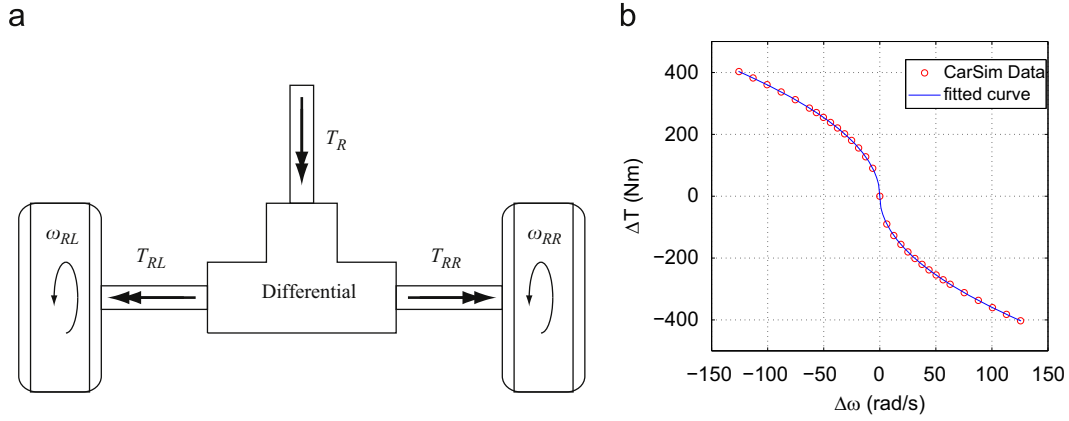 a
T_R
ω_RL
T_RL
T_RR
ω_RR
Differential
b
CarSim Data
fitted curve
400
200
0
−200
−400
ΔT (Nm)
−150 −100 −50 0 50 100 150
Δω (rad/s)